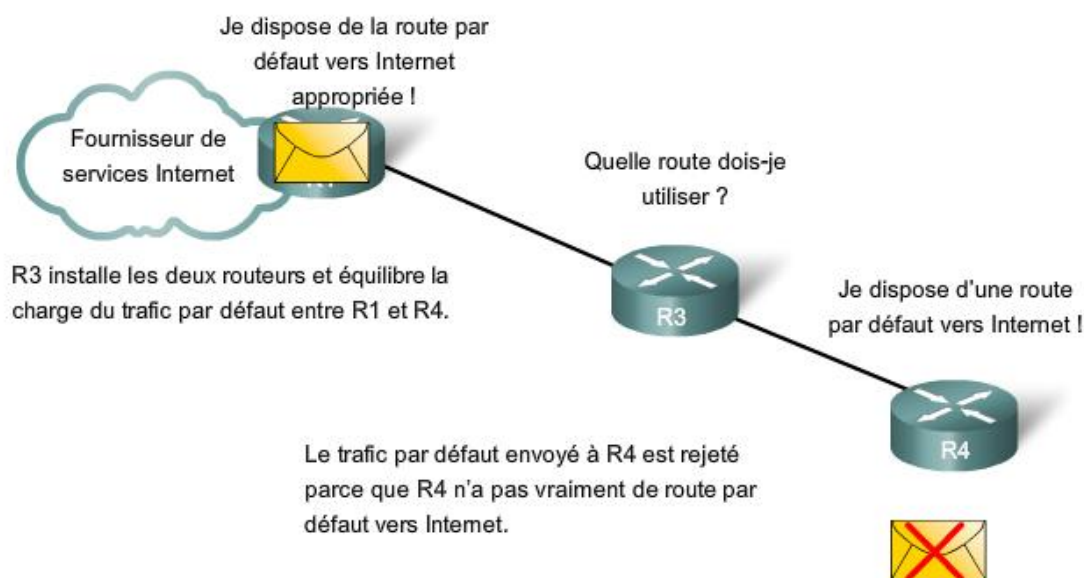 Je dispose de la route par
défaut vers Internet
appropriée !
Fournisseur de
services Internet
Quelle route dois-je
utiliser ?
R3 installe les deux routeurs et équilibre la
charge du trafic par défaut entre R1 et R4.
R3
Je dispose d'une route
par défaut vers Internet !
R4
Le trafic par défaut envoyé à R4 est rejeté
parce que R4 n'a pas vraiment de route par
défaut vers Internet.